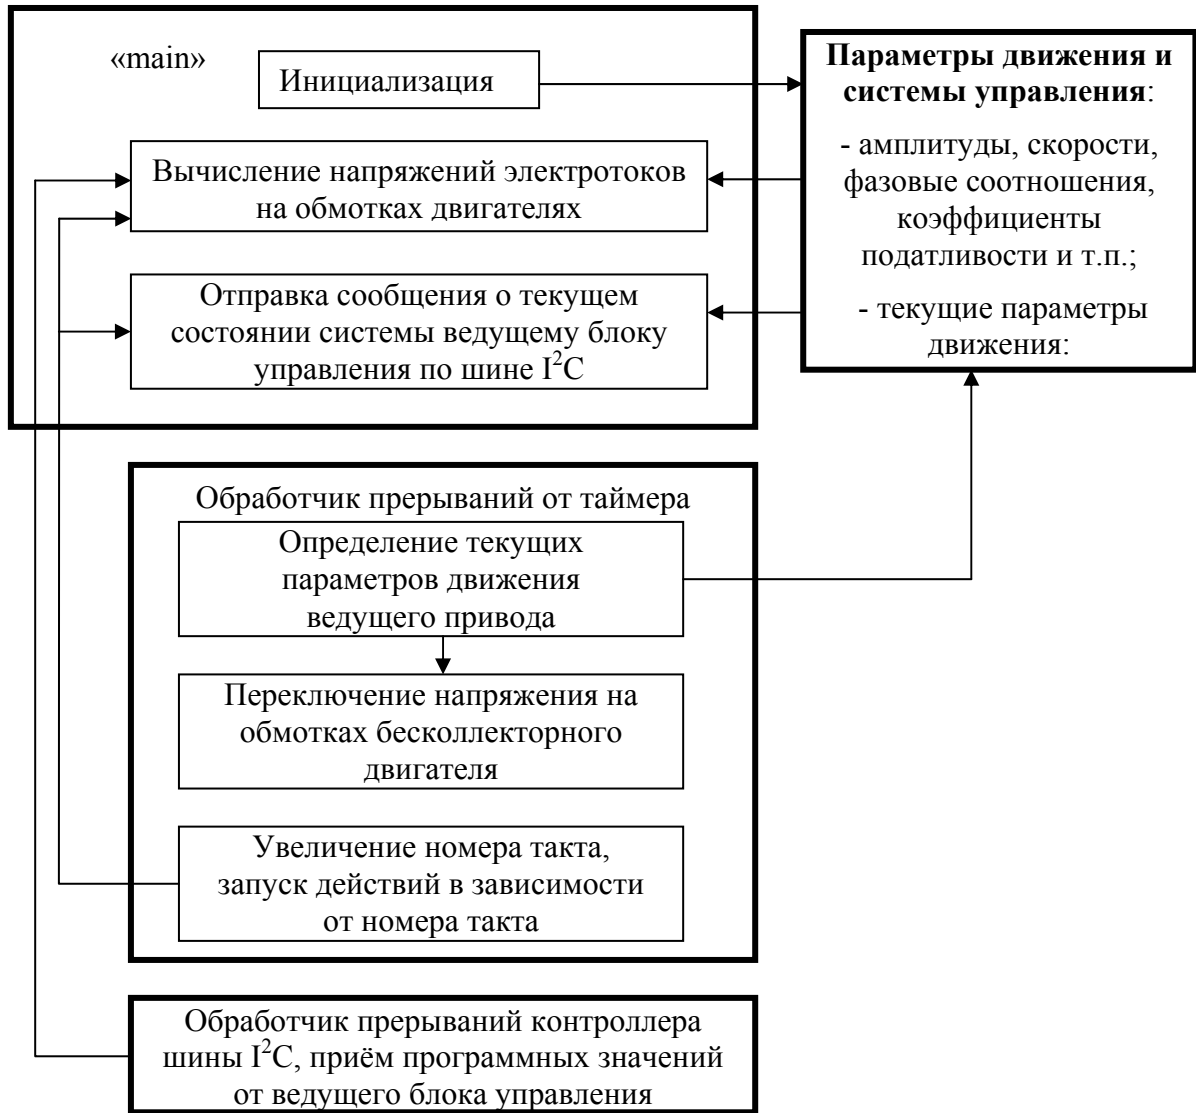 «main»
Инициализация
Вычисление напряжений электротоков
на обмотках двигателях
Отправка сообщения о текущем
состоянии системы ведущему блоку
управления по шине I²C
Параметры движения и
системы управления:
- амплитуды, скорости,
фазовые соотношения,
коэффициенты
податливости и т.п.;
- текущие параметры
движения:
Обработчик прерываний от таймера
Определение текущих
параметров движения
ведущего привода
Переключение напряжения на
обмотках бесколлекторного
двигателя
Увеличение номера такта,
запуск действий в зависимости
от номера такта
Обработчик прерываний контроллера
шины I²C, приём программных значений
от ведущего блока управления